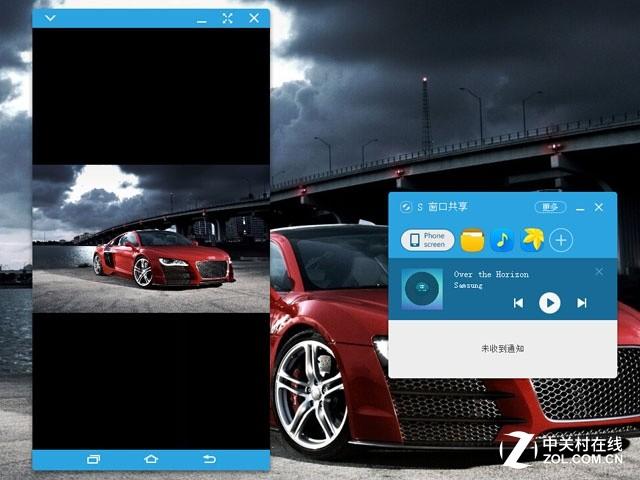 S 窗口共享
更多
Phone
screen
Over the Horizon
Samsung
未收到通知
Z
中关村在线
ZOL.COM.CN